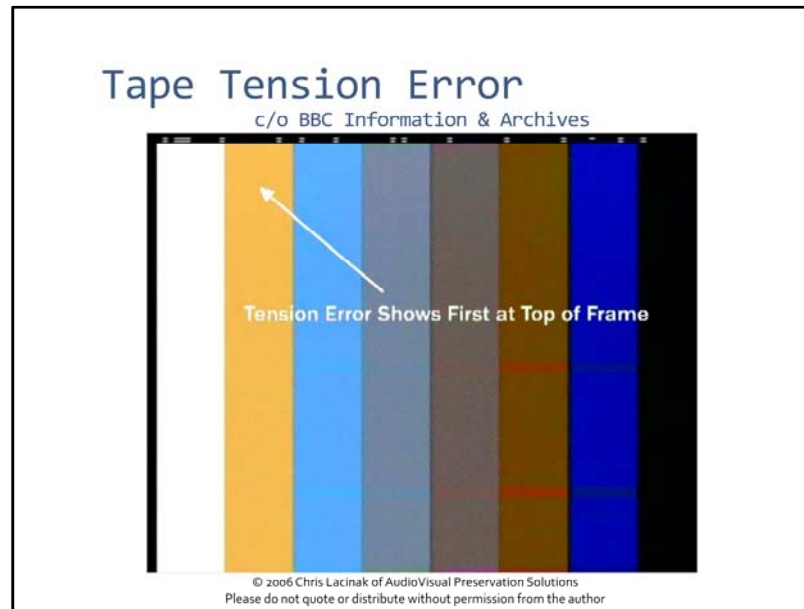 Tape Tension Error
c/o BBC Information & Archives
Tension Error Shows First at Top of Frame
© 2006 Chris Lacinak of AudioVisual Preservation Solutions
Please do not quote or distribute without permission from the author